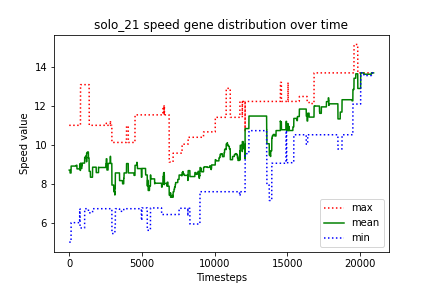 solo_21 speed gene distribution over time
Speed value
14
12
10
8
6
max
mean
min
0
5000
10000
15000
20000
Timesteps